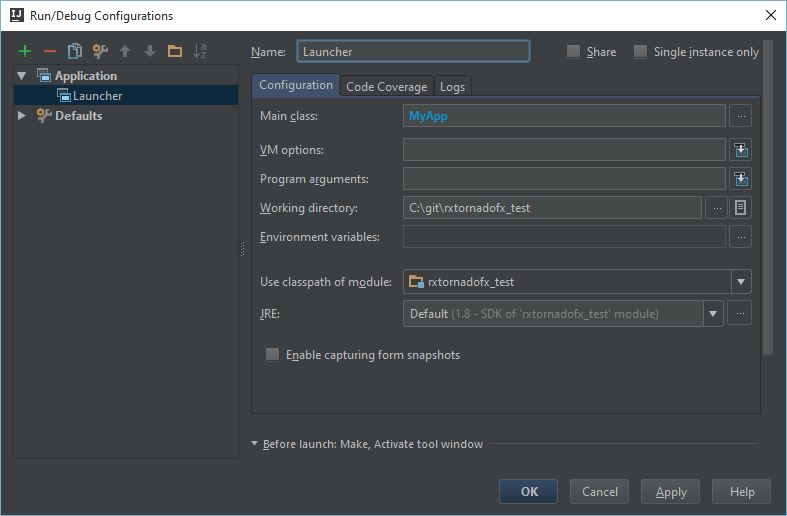 IJ Run/Debug Configurations
Name: Launcher Share Single instance only
Application
Launcher
Defaults
Configuration Code Coverage Logs
Main class: MyApp ...
VM options:
Program arguments:
Working directory: C:\git\rxtornadofx_test ...
Environment variables: ...
Use classpath of module: rxtornadofx_test
JRE: Default (1.8 - SDK of 'rxtornadofx_test' module) ...
Enable capturing form snapshots
Before launch: Make, Activate tool window
OK Cancel Apply Help